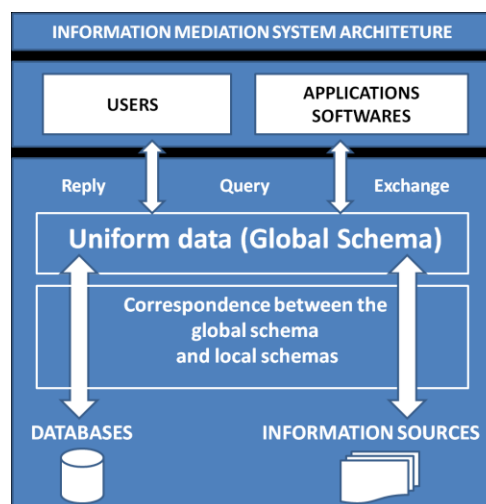 INFORMATION MEDIATION SYSTEM ARCHITETURE
USERS
APPLICATIONS
SOFTWARES
Reply
Query
Exchange
Uniform data (Global Schema)
Correspondence between the
global schema
and local schemas
DATABASES
INFORMATION SOURCES